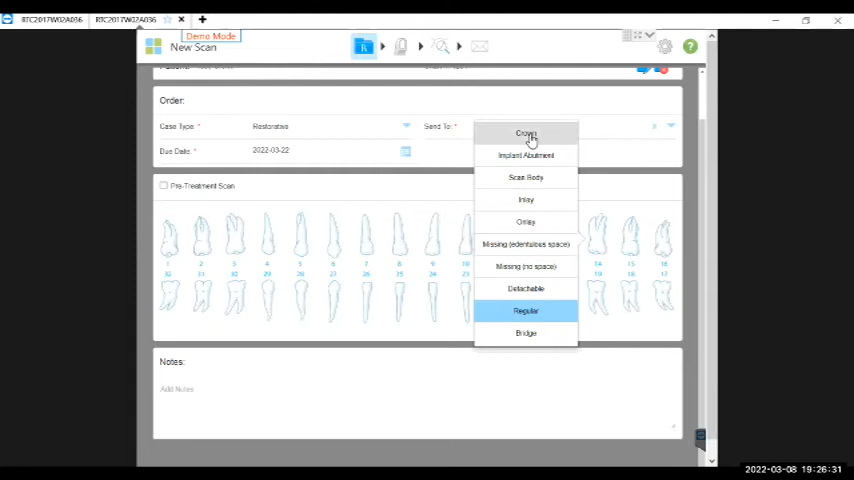 RTC2017W02A036 RTC2017W02A036
Demo Mode
New Scan
Order:
Case Type: * Restorative Send To: *
Due Date: * 2022-03-22
Pre-Treatment Scan
Crown
Implant Abutment
Scan Body
Inlay
Onlay
Missing (edentulous space)
Missing (no space)
Detachable
Regular
Bridge
1 2 3 4 5 6 7 8 9 10 14 15 16
32 31 30 29 28 27 26 25 24 23 19 18 17
Notes:
Add Notes
2022-03-08 19:26:31